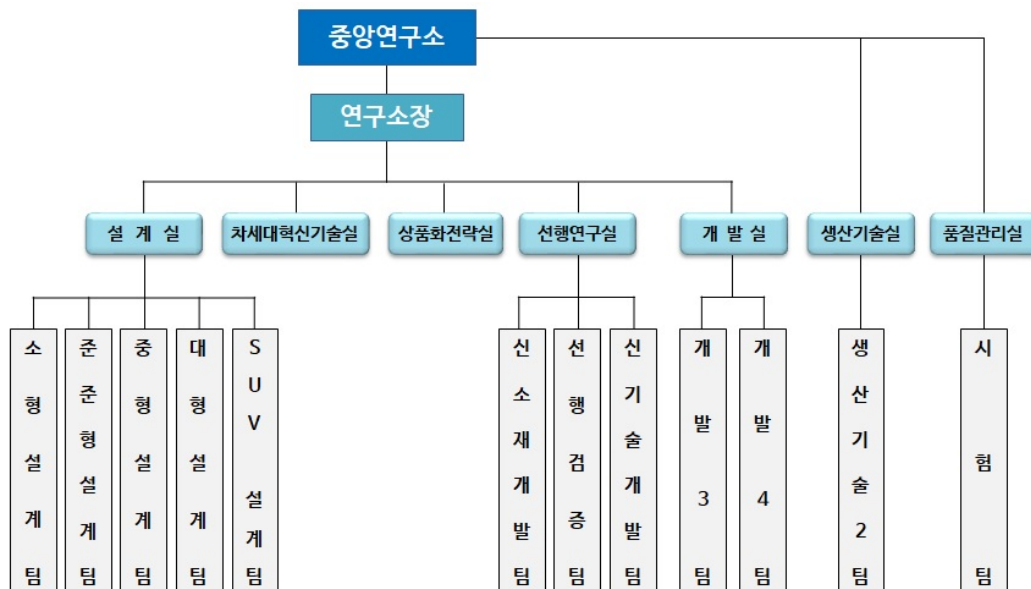 중앙연구소
연구소장
설 계 실
차세대혁신기술실
상품화전략실
선행연구실
개 발 실
생산기술실
품질관리실
소형설계팀
준준형설계팀
중형설계팀
대형설계팀
SUV 설계팀
신소재개발팀
선행검증팀
신기술개발팀
개발3팀
개발4팀
생산기술2팀
시험팀